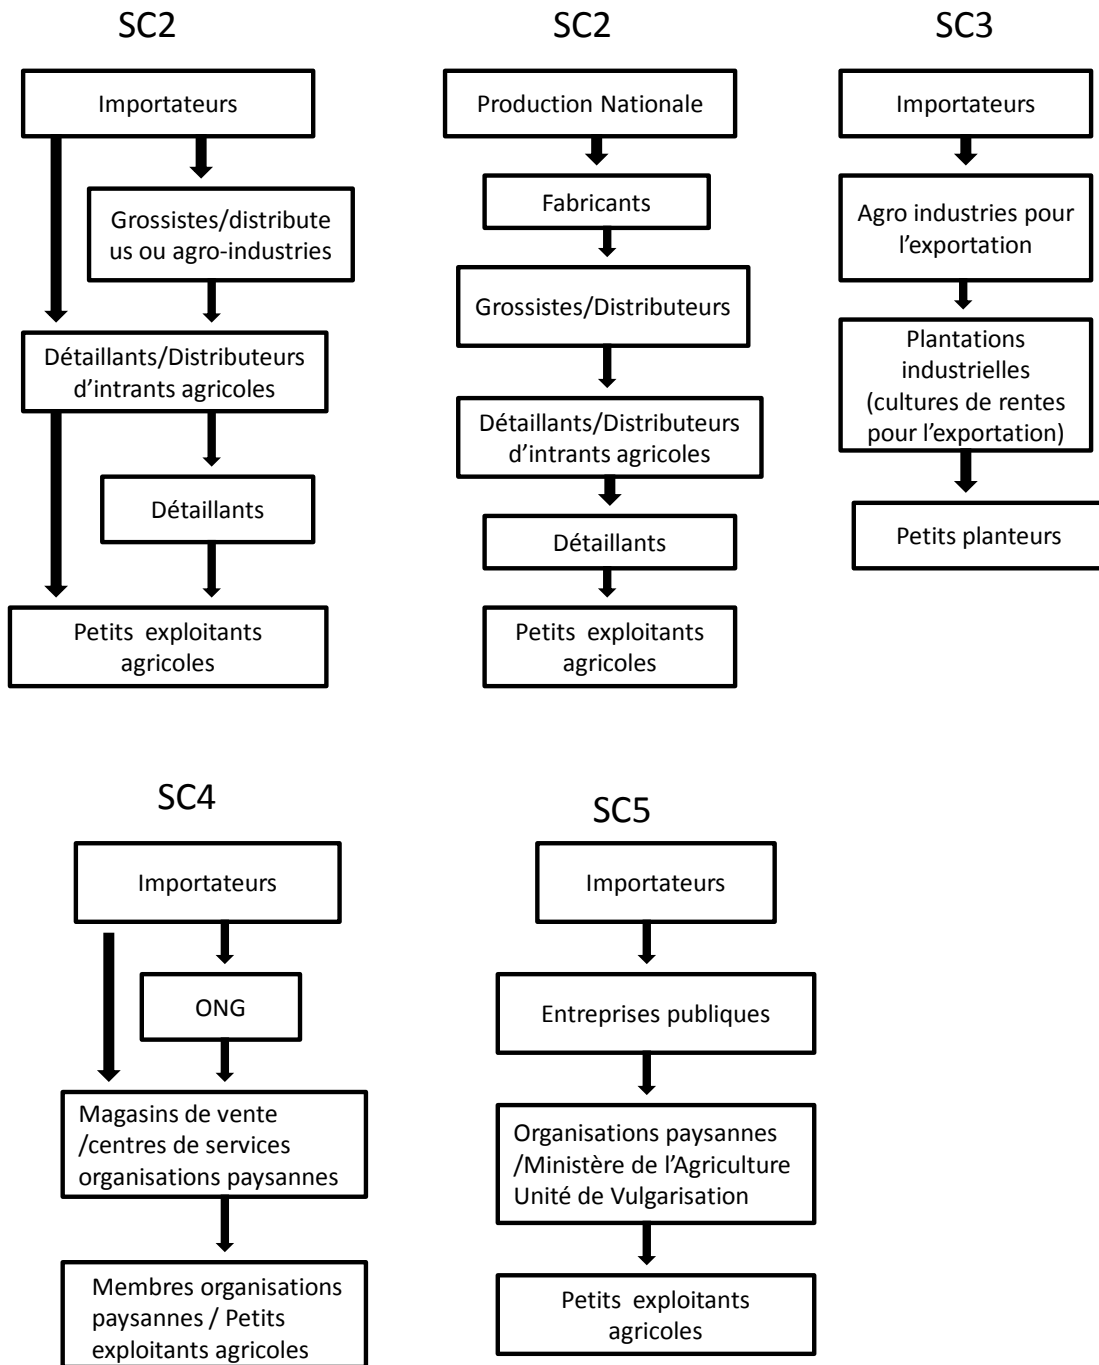 SC2
Importateurs
Grossistes/distribute
us ou agro-industries
Détaillants/Distributeurs
d’intrants agricoles
Détaillants
Petits exploitants
agricoles
SC2
Production Nationale
Fabricants
Grossistes/Distributeurs
Détaillants/Distributeurs
d’intrants agricoles
Détaillants
Petits exploitants
agricoles
SC3
Importateurs
Agro industries pour
l’exportation
Plantations
industrielles
(cultures de rentes
pour l’exportation)
Petits planteurs
SC4
Importateurs
ONG
Magasins de vente
/centres de services
organisations paysannes
Membres organisations
paysannes / Petits
exploitants agricoles
SC5
Importateurs
Entreprises publiques
Organisations paysannes
/Ministère de l’Agriculture
Unité de Vulgarisation
Petits exploitants
agricoles